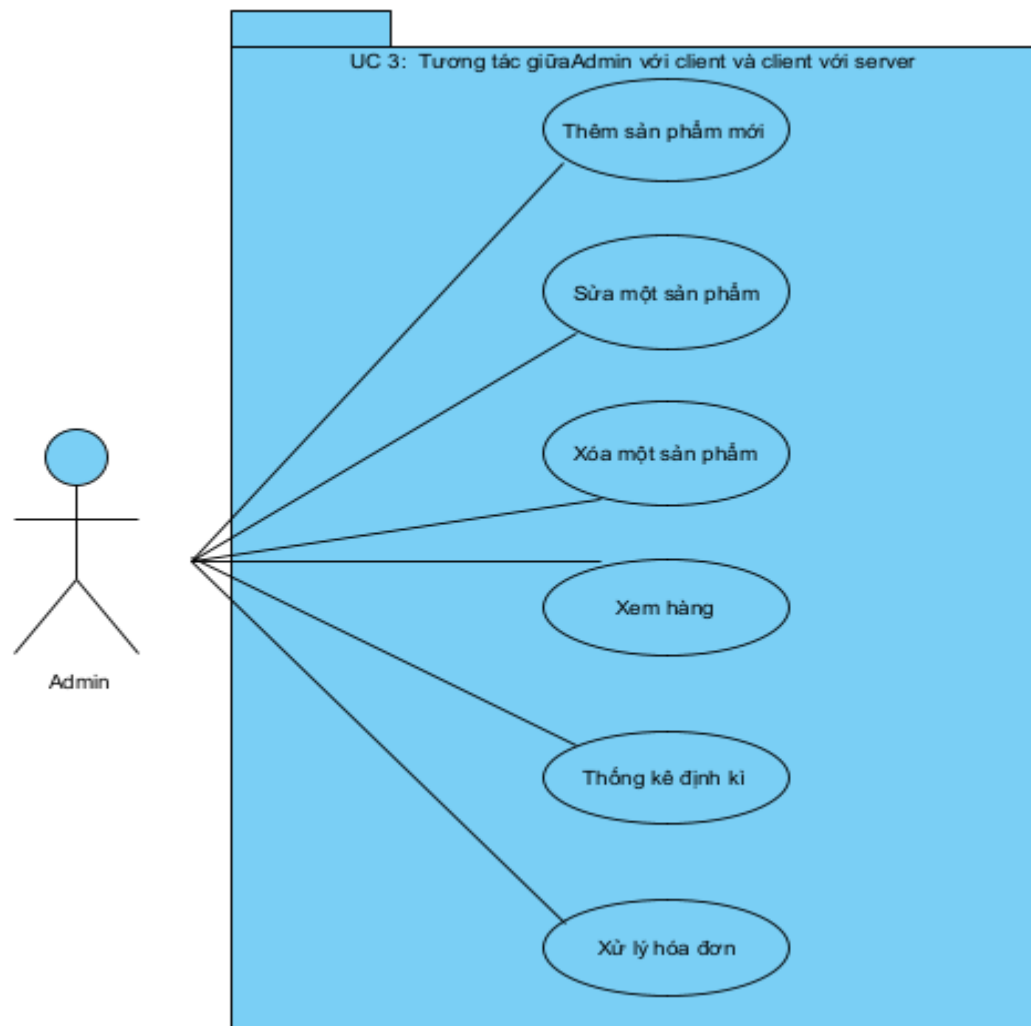 UC 3: Tương tác giữaAdmin với client và client với server
Thêm sản phẩm mới
Sửa một sản phẩm
Xóa một sản phẩm
Xem hàng
Admin
Thống kê định kì
Xử lý hóa đơn